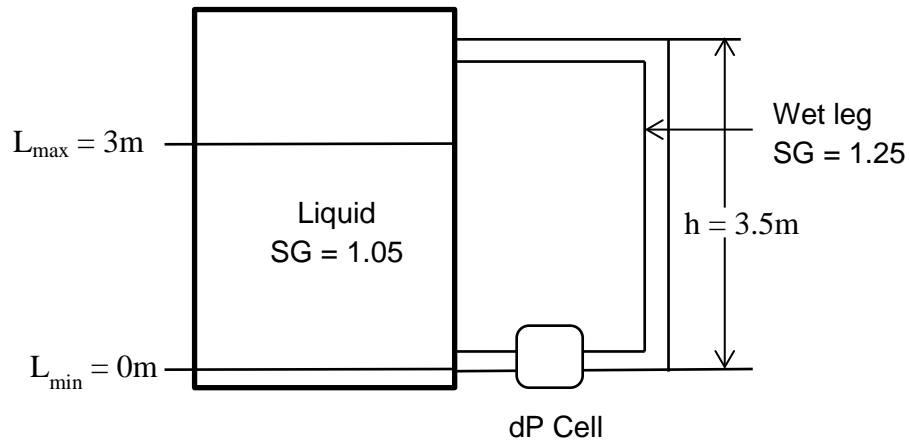 L_max = 3m
Wet leg
SG = 1.25
Liquid
SG = 1.05
h = 3.5m
L_min = 0m
dP Cell